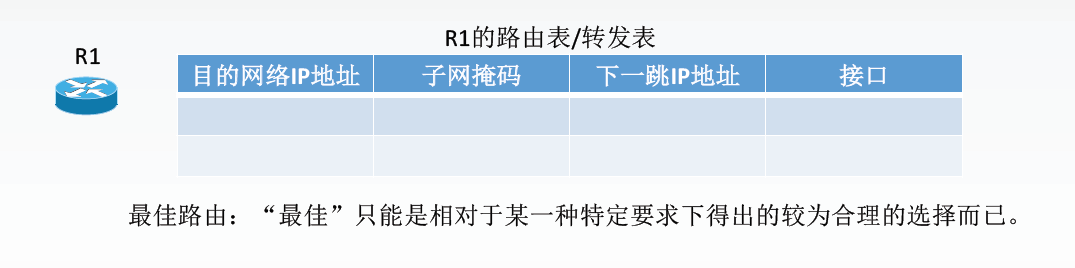 R1的路由表/转发表
R1
目的网络IP地址 子网掩码 下一跳IP地址 接口
最佳路由：“最佳”只能是相对于某一种特定要求下得出的较为合理的选择而已。